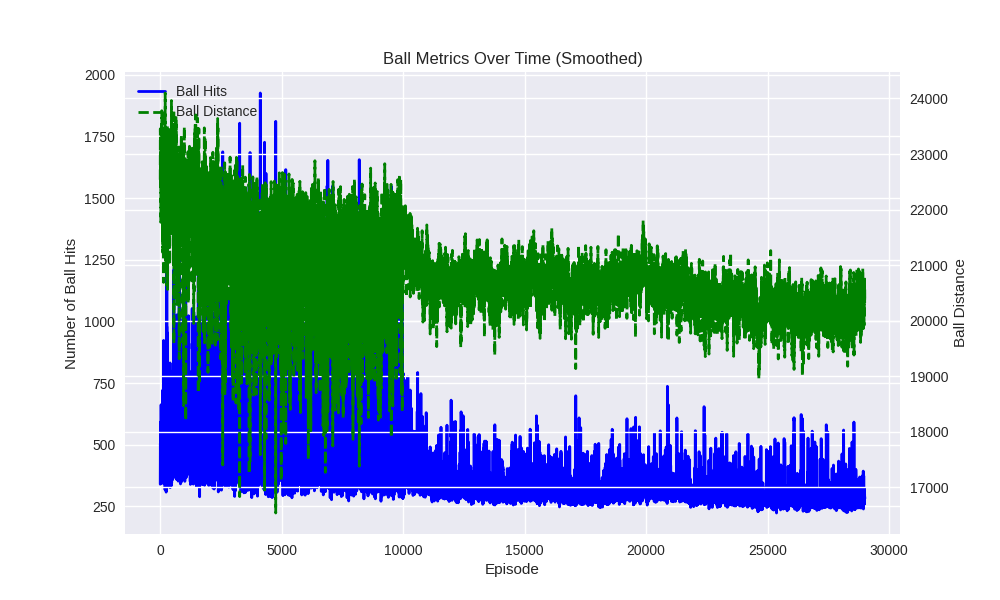 Ball Metrics Over Time (Smoothed)
Ball Hits
Ball Distance
Number of Ball Hits
2000
1750
1500
1250
1000
750
500
250
24000
23000
22000
21000
20000
19000
18000
17000
Ball Distance
0 5000 10000 15000 20000 25000 30000
Episode